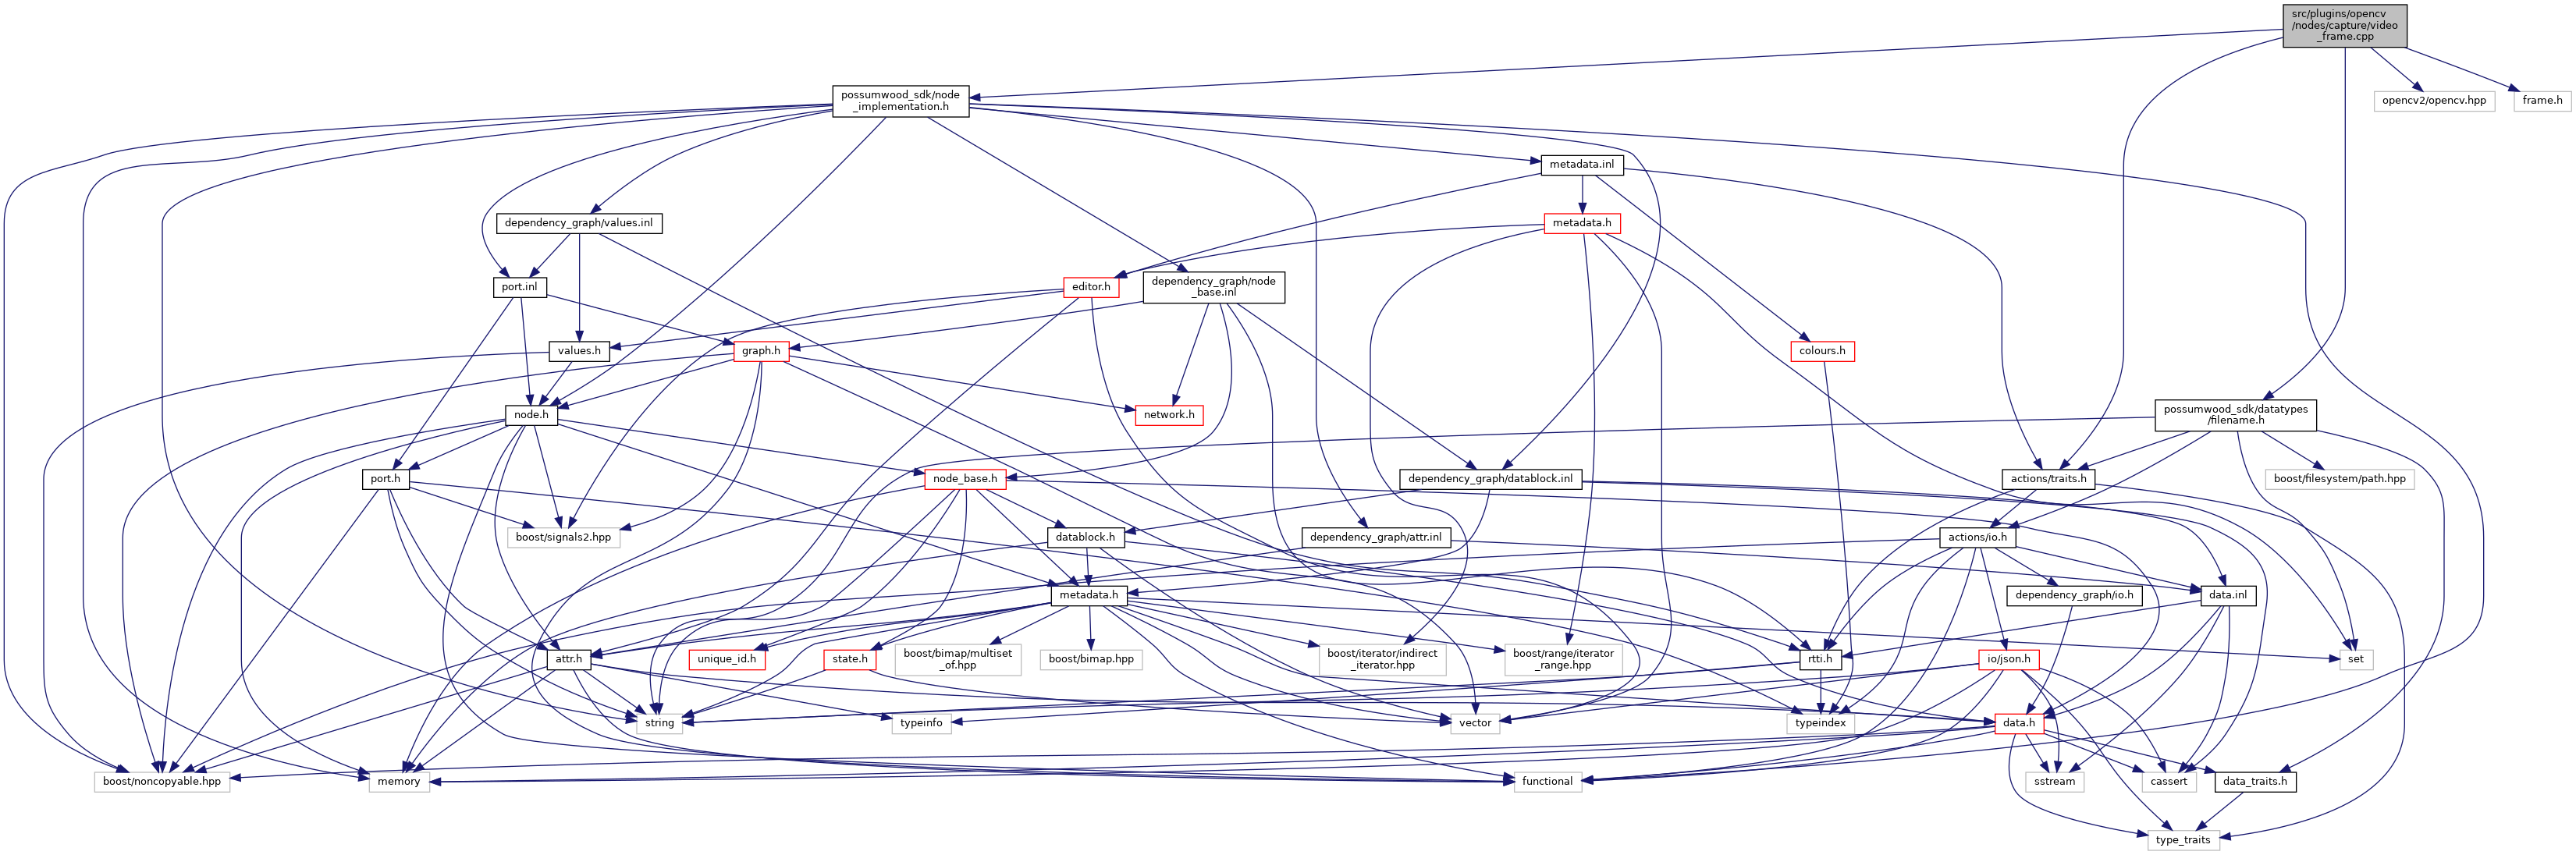 src/plugins/opencv
/nodes/capture/video
_frame.cpp
possumwood_sdk/node
_implementation.h
opencv2/opencv.hpp
frame.h
metadata.inl
dependency_graph/values.inl
metadata.h
port.inl
editor.h
dependency_graph/node
_base.inl
values.h
graph.h
colours.h
node.h
network.h
possumwood_sdk/datatypes
/filename.h
port.h
node_base.h
dependency_graph/datablock.inl
actions/traits.h
boost/filesystem/path.hpp
boost/signals2.hpp
datablock.h
dependency_graph/attr.inl
actions/io.h
metadata.h
dependency_graph/io.h
data.inl
attr.h
unique_id.h
state.h
boost/bimap/multiset
_of.hpp
boost/bimap.hpp
boost/iterator/indirect
_iterator.hpp
boost/range/iterator
_range.hpp
rtti.h
io/json.h
set
string
typeinfo
vector
typeindex
data.h
boost/noncopyable.hpp
memory
functional
sstream
cassert
data_traits.h
type_traits